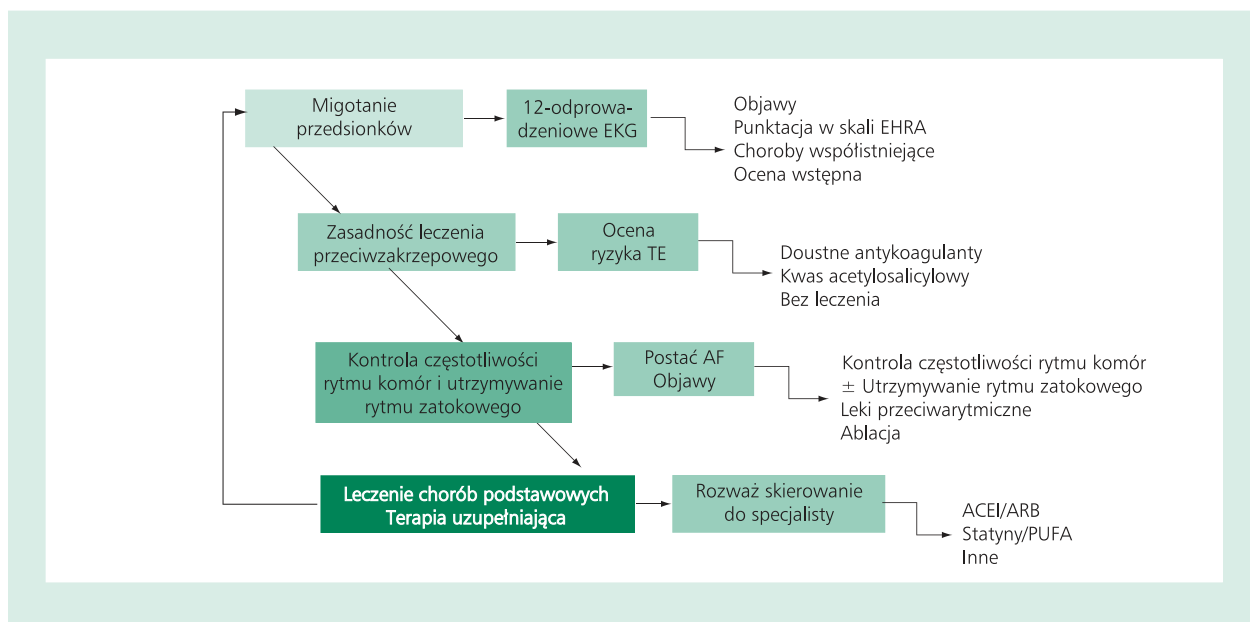 Migotanie
przedsionków
12-odprowa-
dzeniowe EKG
Objawy
Punktacja w skali EHRA
Choroby współistniejące
Ocena wstępna
Zasadność leczenia
przeciwzakrzepowego
Ocena
ryzyka TE
Doustne antykoagulanty
Kwas acetylosalicylowy
Bez leczenia
Kontrola częstotliwości
rytmu komór i utrzymywanie
rytmu zatokowego
Postać AF
Objawy
Kontrola częstotliwości rytmu komór
± Utrzymywanie rytmu zatokowego
Leki przeciwarytmiczne
Ablacja
Leczenie chorób podstawowych
Terapia uzupełniająca
Rozważ skierowanie
do specjalisty
ACEI/ARB
Statyny/PUFA
Inne